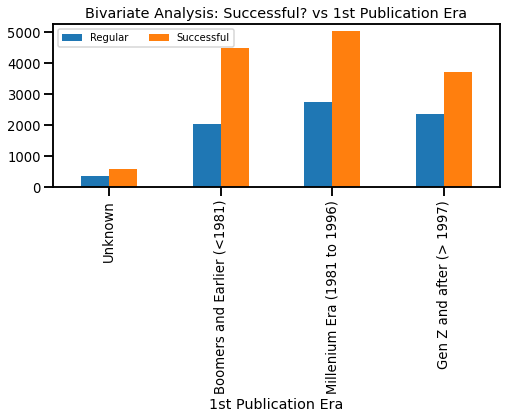 Bivariate Analysis: Successful? vs 1st Publication Era
Regular
Successful
5000
4000
3000
2000
1000
0
Unknown
Boomers and Earlier (<1981)
Millenium Era (1981 to 1996)
Gen Z and after (> 1997)
1st Publication Era